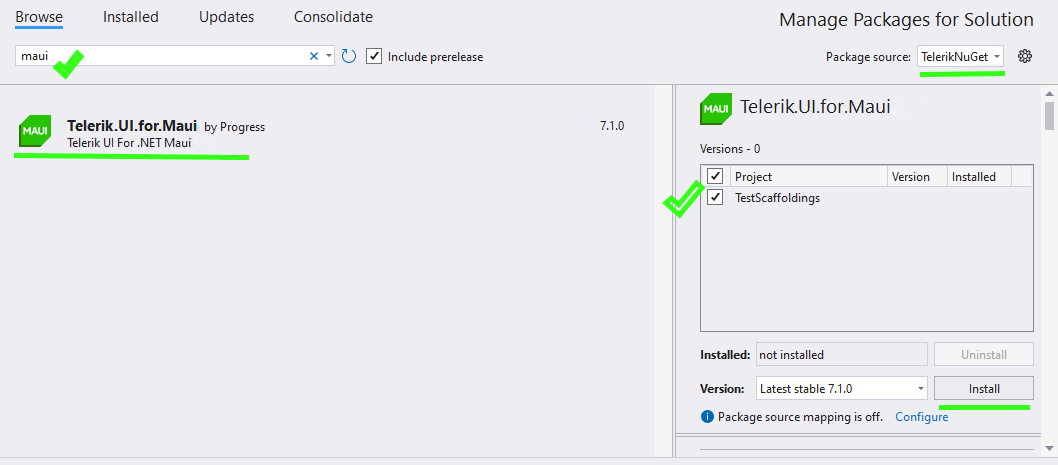 Browse Installed Updates Consolidate Manage Packages for Solution
maui Include prerelease Package source: TelerikNuGet
MAUI Telerik.UI.for.Maui by Progress 7.1.0
Telerik UI For .NET Maui
MAUI Telerik.UI.for.Maui
Versions - 0
Project Version Installed
TestScaffoldings
Installed: not installed Uninstall
Version: Latest stable 7.1.0 Install
Package source mapping is off. Configure